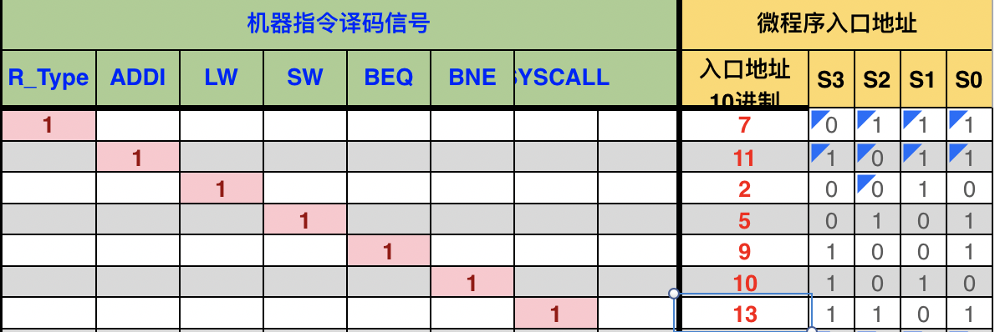 机器指令译码信号 微程序入口地址
R_Type ADDI LW SW BEQ BNE SYSCALL 入口地址 S3 S2 S1 S0
10进制
1 7 0 1 1 1
1 11 1 0 1 1
1 2 0 0 1 0
1 5 0 1 0 1
1 9 1 0 0 1
1 10 1 0 1 0
1 13 1 1 0 1